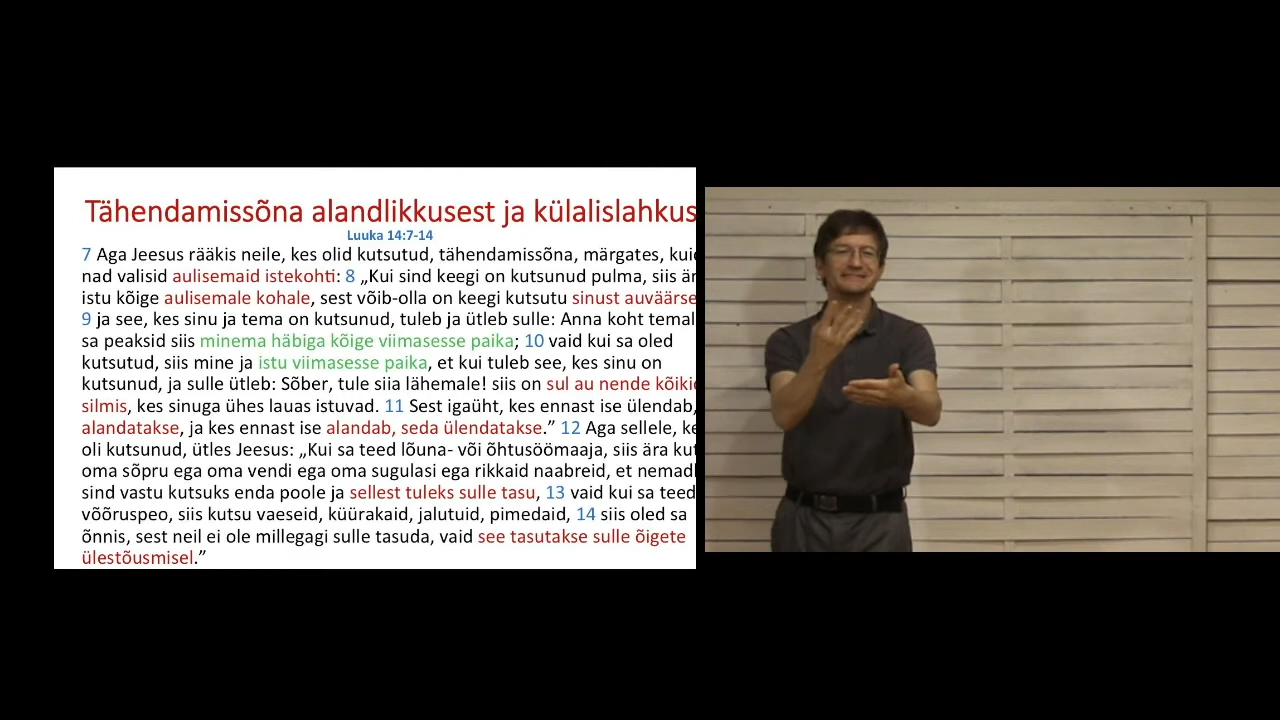 Tähendamissõna alandlikkusest ja külalislahkus
Luuka 14:7-14
7 Aga Jeesus rääkis neile, kes olid kutsutud, tähendamissõna, märgates, kui
nad valisid aulisemaid istekohti: 8 „Kui sind keegi on kutsunud pulma, siis är
istu kõige aulisemale kohale, sest võib-olla on keegi kutsutu sinust auväärse
9 ja see, kes sinu ja tema on kutsunud, tuleb ja ütleb sulle: Anna koht temal
sa peaksid siis minema häbiga kõige viimasesse paika; 10 vaid kui sa oled
kutsutud, siis mine ja istu viimasesse paika, et kui tuleb see, kes sinu on
kutsunud, ja sulle ütleb: Sõber, tule siia lähemale! siis on sul au nende kõiki
silmis, kes sinuga ühes lauas istuvad. 11 Sest igaüht, kes ennast ise ülendab,
alandatakse, ja kes ennast ise alandab, seda ülendatakse.” 12 Aga sellele, ke
oli kutsunud, ütles Jeesus: „Kui sa teed lõuna- või õhtusöömaaja, siis ära kut
oma sõpru ega oma vendi ega oma sugulasi ega rikkaid naabreid, et nemad
sind vastu kutsuks enda poole ja sellest tuleks sulle tasu, 13 vaid kui sa teed
võõruspeo, siis kutsu vaeseid, küürakaid, jalutuid, pimedaid, 14 siis oled sa
õnnis, sest neil ei ole millegagi sulle tasuda, vaid see tasutakse sulle õigete
ülestõusmisel.”